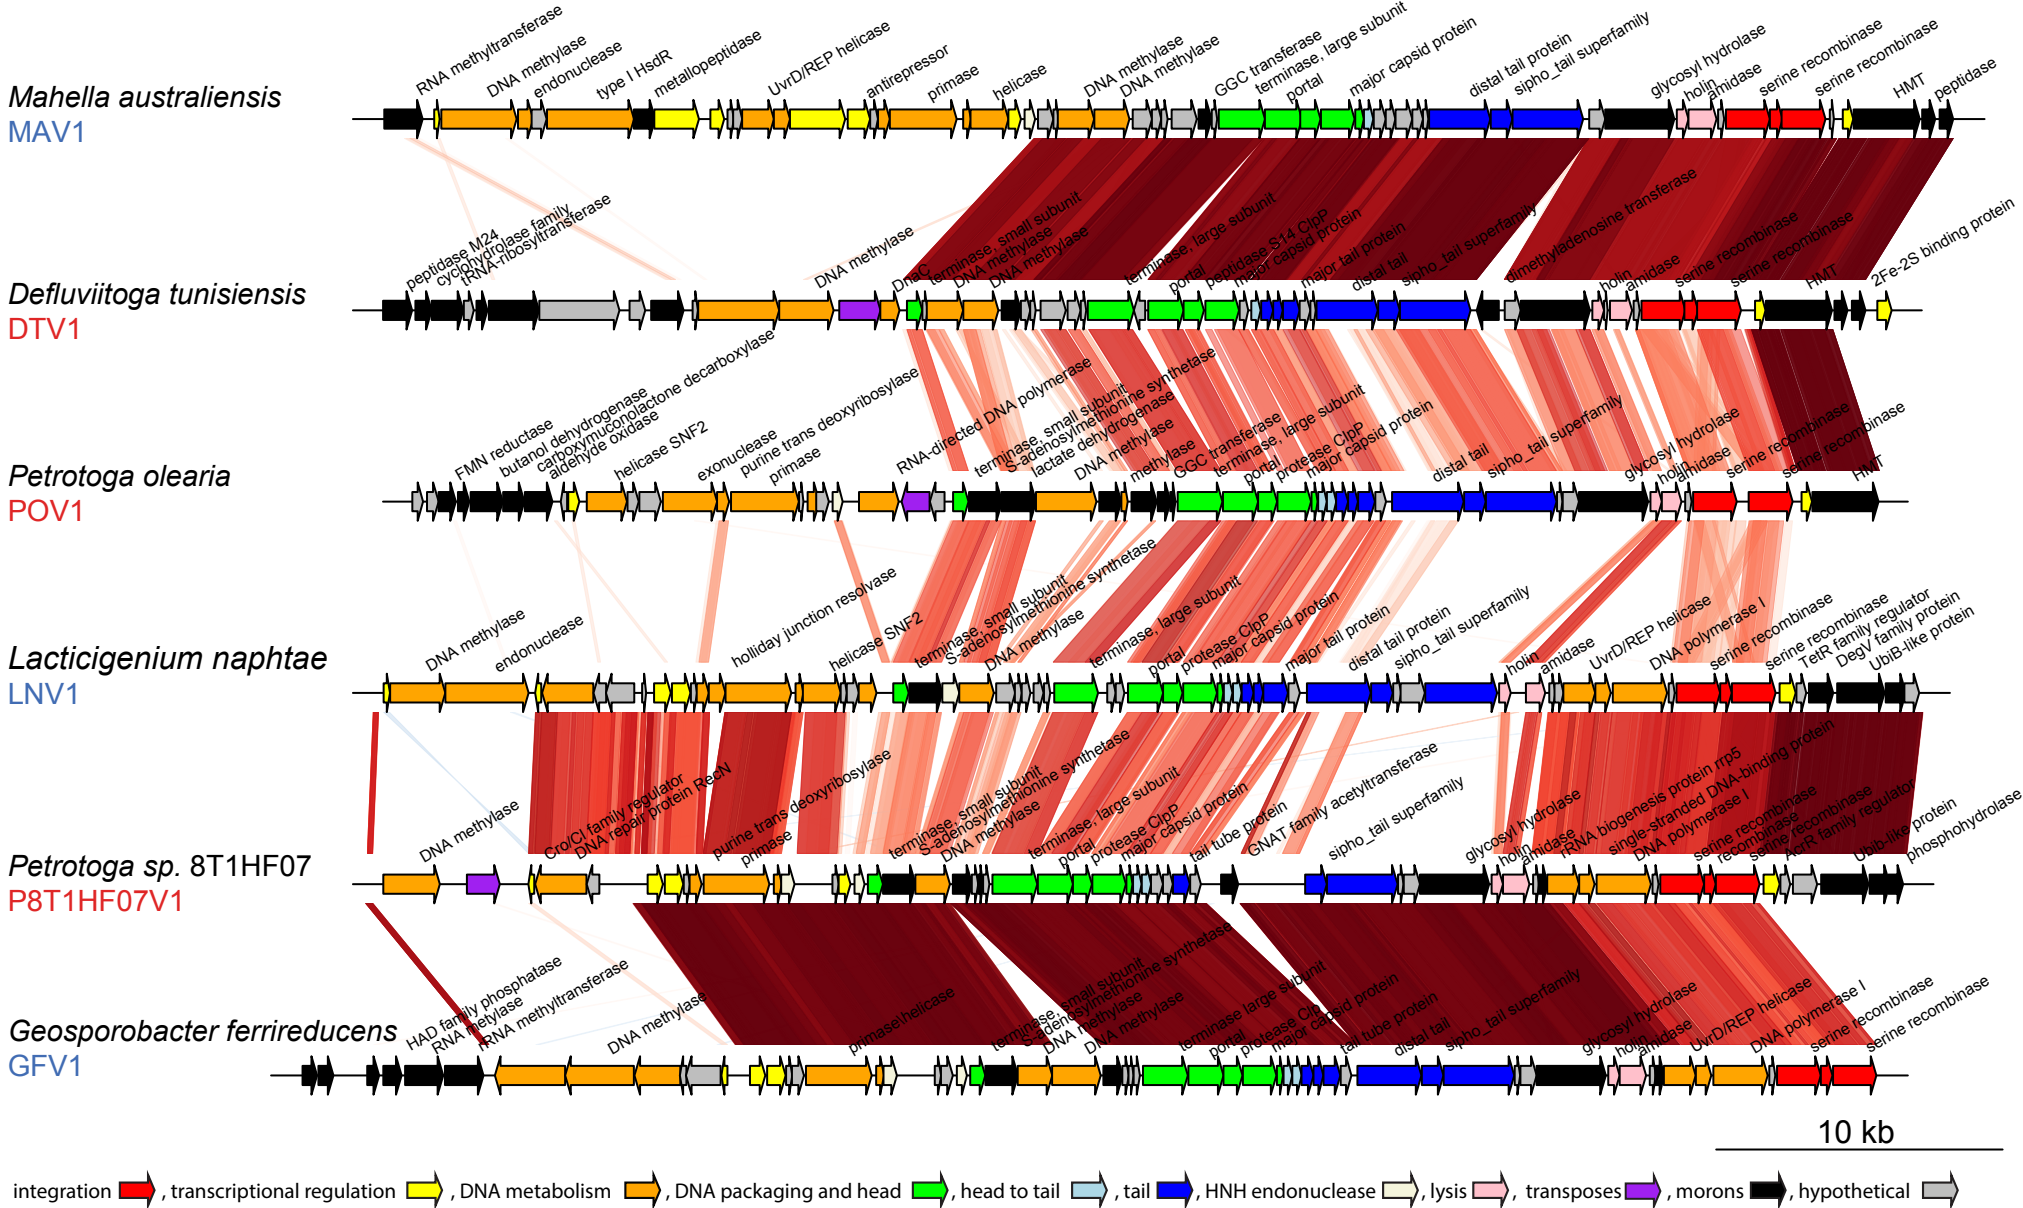 RNA methyltransferase
DNA methylase
endonuclease
type I HsdR
metallopeptidase
UvrD/REP helicase
antirepressor
primase
helicase
DNA methylase
DNA methylase
GGC transferase
terminase, large subunit
portal
major capsid protein
distal tail protein
sipho_tail superfamily
glycosyl hydrolase
holin
amidase
serine recombinase
serine recombinase
HMT
peptidase
Mahella australiensis
MAV1
peptidase M24
cyclohydrolase family
tRNA-ribosyltransferase
DNA methylase
DnaC
terminase, small subunit
DNA methylase
DNA methylase
terminase, large subunit
portal
peptidase S14 ClpP
major capsid protein
major tail protein
distal tail
sipho_tail superfamily
dimethyladenosine transferase
holin
amidase
serine recombinase
serine recombinase
HMT
2Fe-2S binding protein
Defluviitoga tunisiensis
DTV1
FMN reductase
butanol dehydrogenase
carboxymuconolactone decarboxylase
aldehyde oxidase
helicase SNF2
exonuclease
purine trans deoxyribosylase
primase
RNA-directed DNA polymerase
terminase, small subunit
S-adenosylmethionine synthetase
lactate dehydrogenase
DNA methylase
methylase
GGC transferase
terminase, large subunit
portal
protease ClpP
major capsid protein
distal tail
sipho_tail superfamily
glycosyl hydrolase
holin
amidase
serine recombinase
serine recombinase
HMT
Petrotoga olearia
POV1
DNA methylase
endonuclease
holliday junction resolvase
helicase SNF2
terminase, small subunit
S-adenosylmethionine synthetase
DNA methylase
terminase, large subunit
portal
protease ClpP
major capsid protein
major tail protein
distal tail protein
sipho_tail superfamily
holin
amidase
UvrD/REP helicase
DNA polymerase I
serine recombinase
serine recombinase
TetR family regulator
DegV family protein
UbiB-like protein
Lacticigenium naphtae
LNV1
DNA methylase
Cro/CI family regulator
DNA repair protein RecN
purine trans deoxyribosylase
primase
terminase, small subunit
S-adenosylmethionine synthetase
DNA methylase
terminase, large subunit
portal
protease ClpP
major capsid protein
tail tube protein
GNAT family acetyltransferase
sipho_tail superfamily
glycosyl hydrolase
holin
amidase
rRNA biogenesis protein rrp5
single-stranded DNA-binding protein
DNA polymerase I
serine recombinase
recombinase
serine recombinase
AcrR family regulator
Ubib-like protein
phosphohydrolase
Petrotoga sp. 8T1HF07
P8T1HF07V1
HAD family phosphatase
RNA metylase
rRNA methyltransferase
DNA methylase
primase/helicase
terminase, small subunit
S-adenosylmethionine synthetase
DNA methylase
DNA methylase
terminase large subunit
portal
protease Clp
major capsid protein
tail tube protein
distal tail
sipho_tail superfamily
glycosyl hydrolase
holin
amidase
UvrD/REP helicase
DNA polymerase I
serine recombinase
serine recombinase
Geosporobacter ferrireducens
GFV1
10 kb
integration , transcriptional regulation , DNA metabolism , DNA packaging and head , head to tail , tail , HNH endonuclease , lysis , transposes , morons , hypothetical